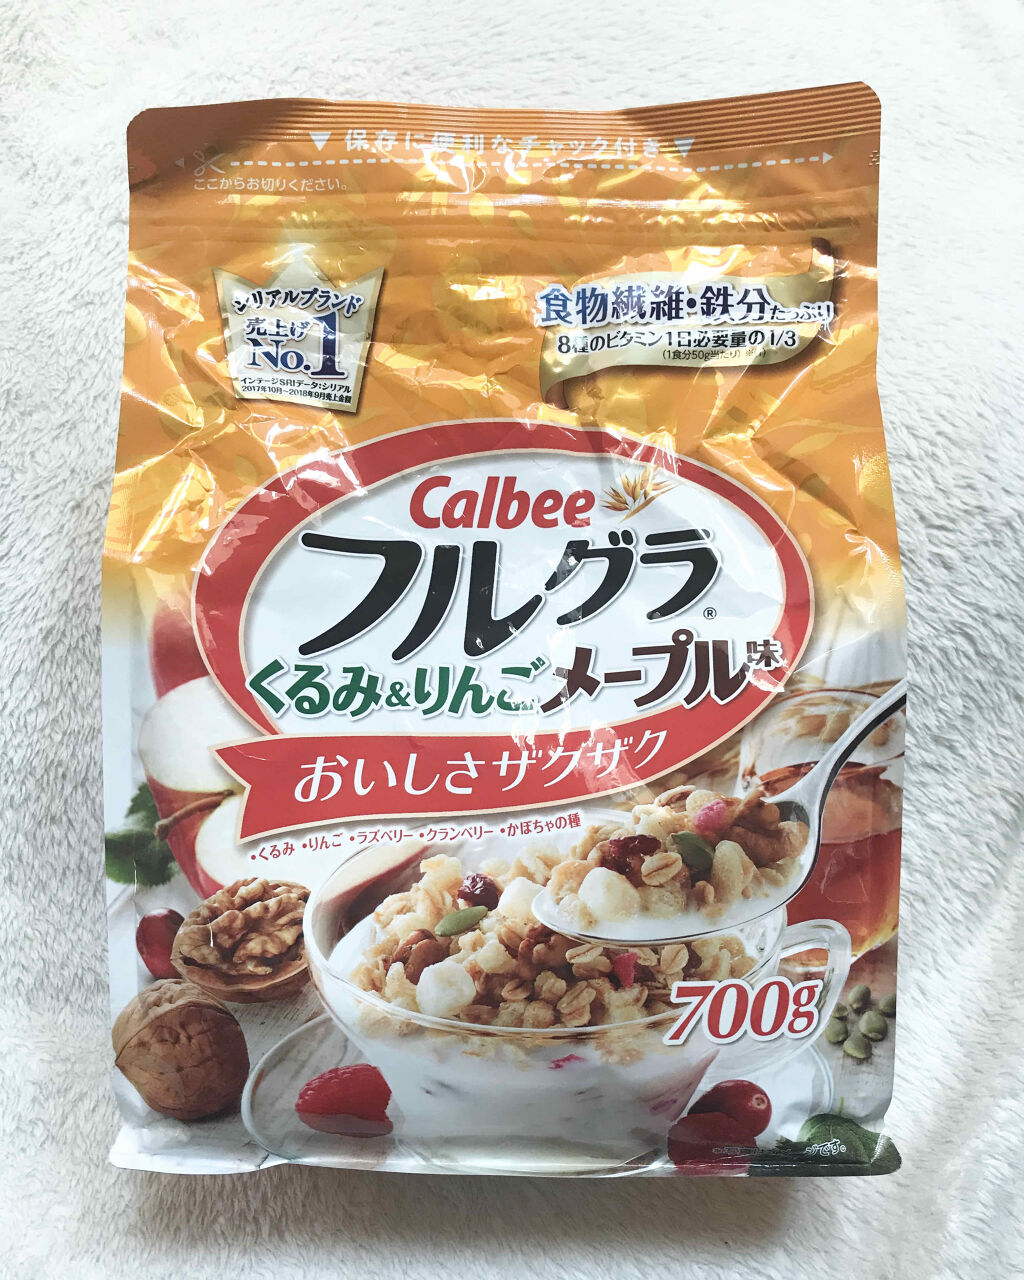 ▼ 保存に便利なチャック付き ▼
ここからお切りください。
シリアルブランド
売上げ
No.1
インテージSRIデータ:シリアル
2017年10月〜2018年9月売上金額
食物繊維・鉄分たっぷり
8種のビタミン1日必要量の1/3
(1食分50g当たり)
Calbee
フルグラ®
くるみ&りんごメープル味
おいしさザクザク
•くるみ •りんご •ラズベリー •クランベリー •かぼちゃの種
700g
です。